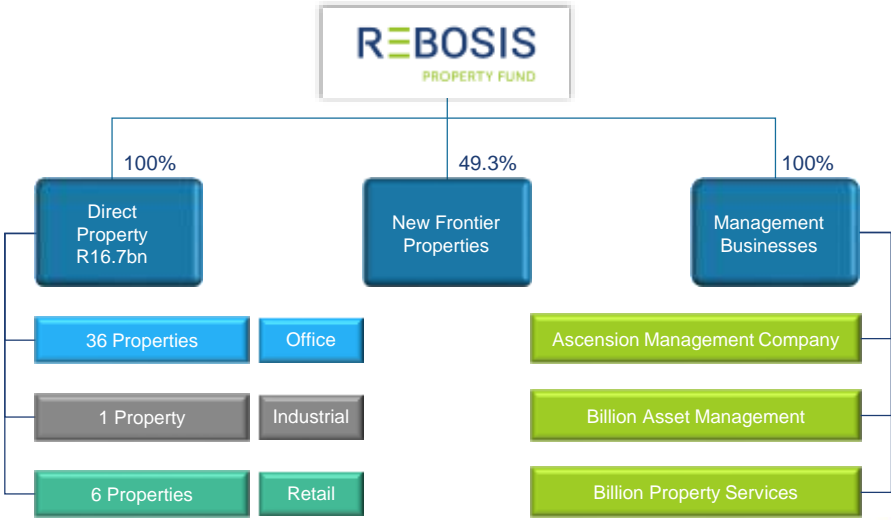 REBOSIS
PROPERTY FUND
100%
49.3%
100%
Direct
Property
R16.7bn
New Frontier
Properties
Management
Businesses
36 Properties
Office
Ascension Management Company
1 Property
Industrial
Billion Asset Management
6 Properties
Retail
Billion Property Services